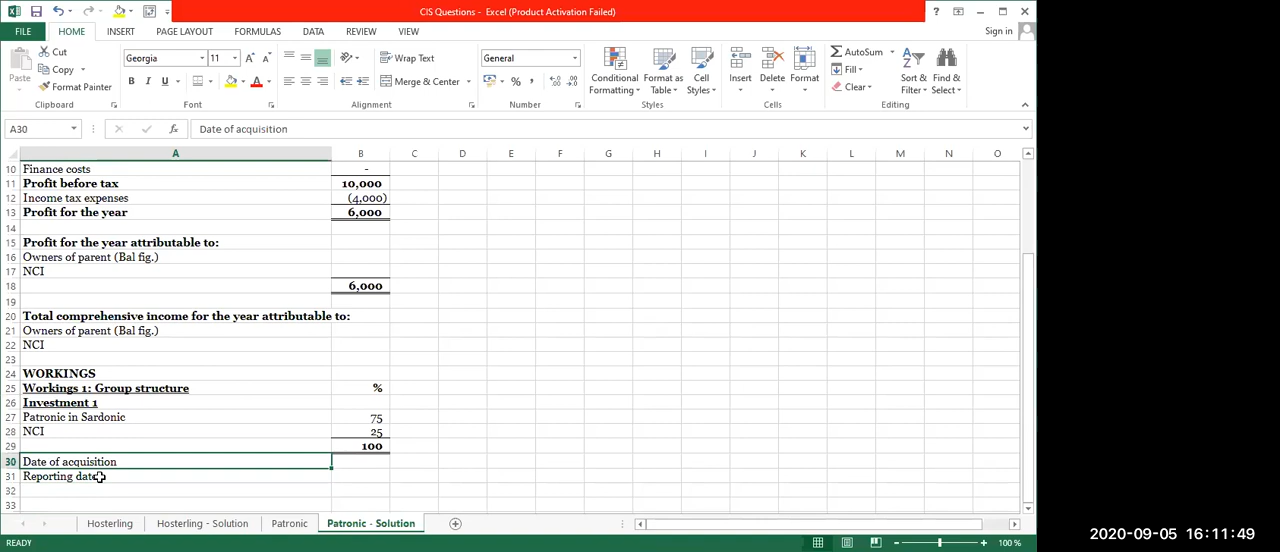 CIS Questions - Excel (Product Activation Failed)
FILE HOME INSERT PAGE LAYOUT FORMULAS DATA REVIEW VIEW Sign in
Paste Cut Copy Format Painter
Georgia 11 Wrap Text Merge & Center General
Conditional Formatting Format as Table Cell Styles Insert Delete Format
AutoSum Fill Clear Sort & Filter Find & Select
Clipboard Font Alignment Number Styles Cells Editing
A30 Date of acquisition
A B C D E F G H I J K L M N O
10 Finance costs -
11 Profit before tax 10,000
12 Income tax expenses (4,000)
13 Profit for the year 6,000
14
15 Profit for the year attributable to:
16 Owners of parent (Bal fig.)
17 NCI
18 6,000
19
20 Total comprehensive income for the year attributable to:
21 Owners of parent (Bal fig.)
22 NCI
23
24 WORKINGS
25 Workings 1: Group structure %
26 Investment 1
27 Patronic in Sardonic 75
28 NCI 25
29 100
30 Date of acquisition
31 Reporting date
32
33
Hosterling Hosterling - Solution Patronic Patronic - Solution
READY 100 %
2020-09-05 16:11:49